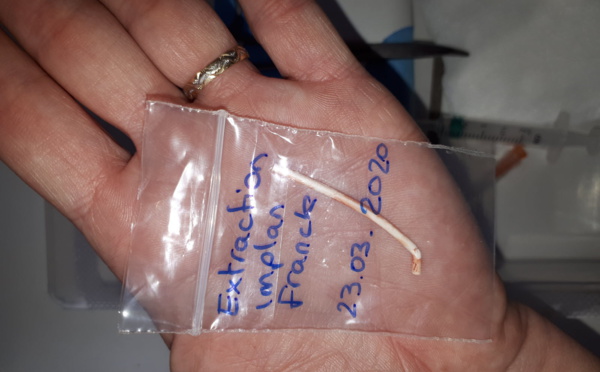 Extraction
Implan
Franck
23.03.2020